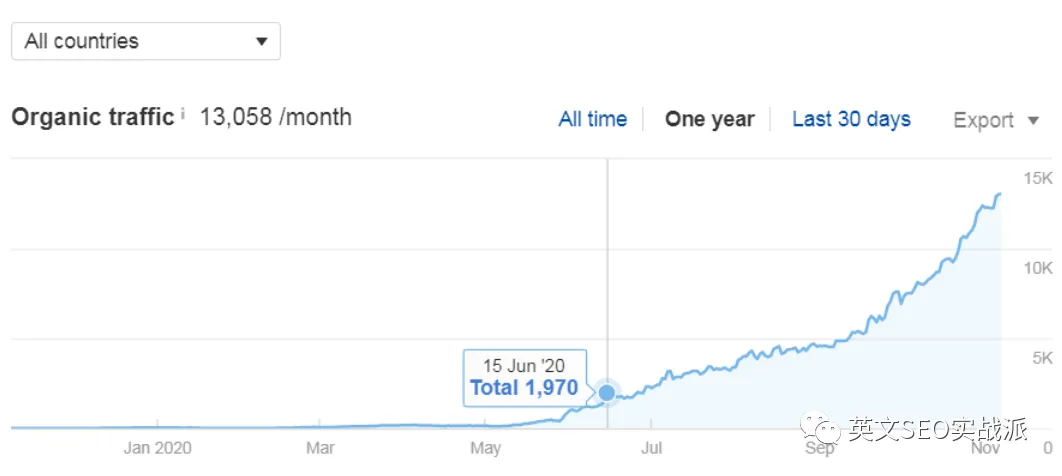 All countries
Organic traffic i 13,058 /month
All time
One year
Last 30 days
Export
15K
10K
5K
15 Jun '20
Total 1,970
英文SEO实战派
Jan 2020
Mar
May
Jul
Sep
Nov
0